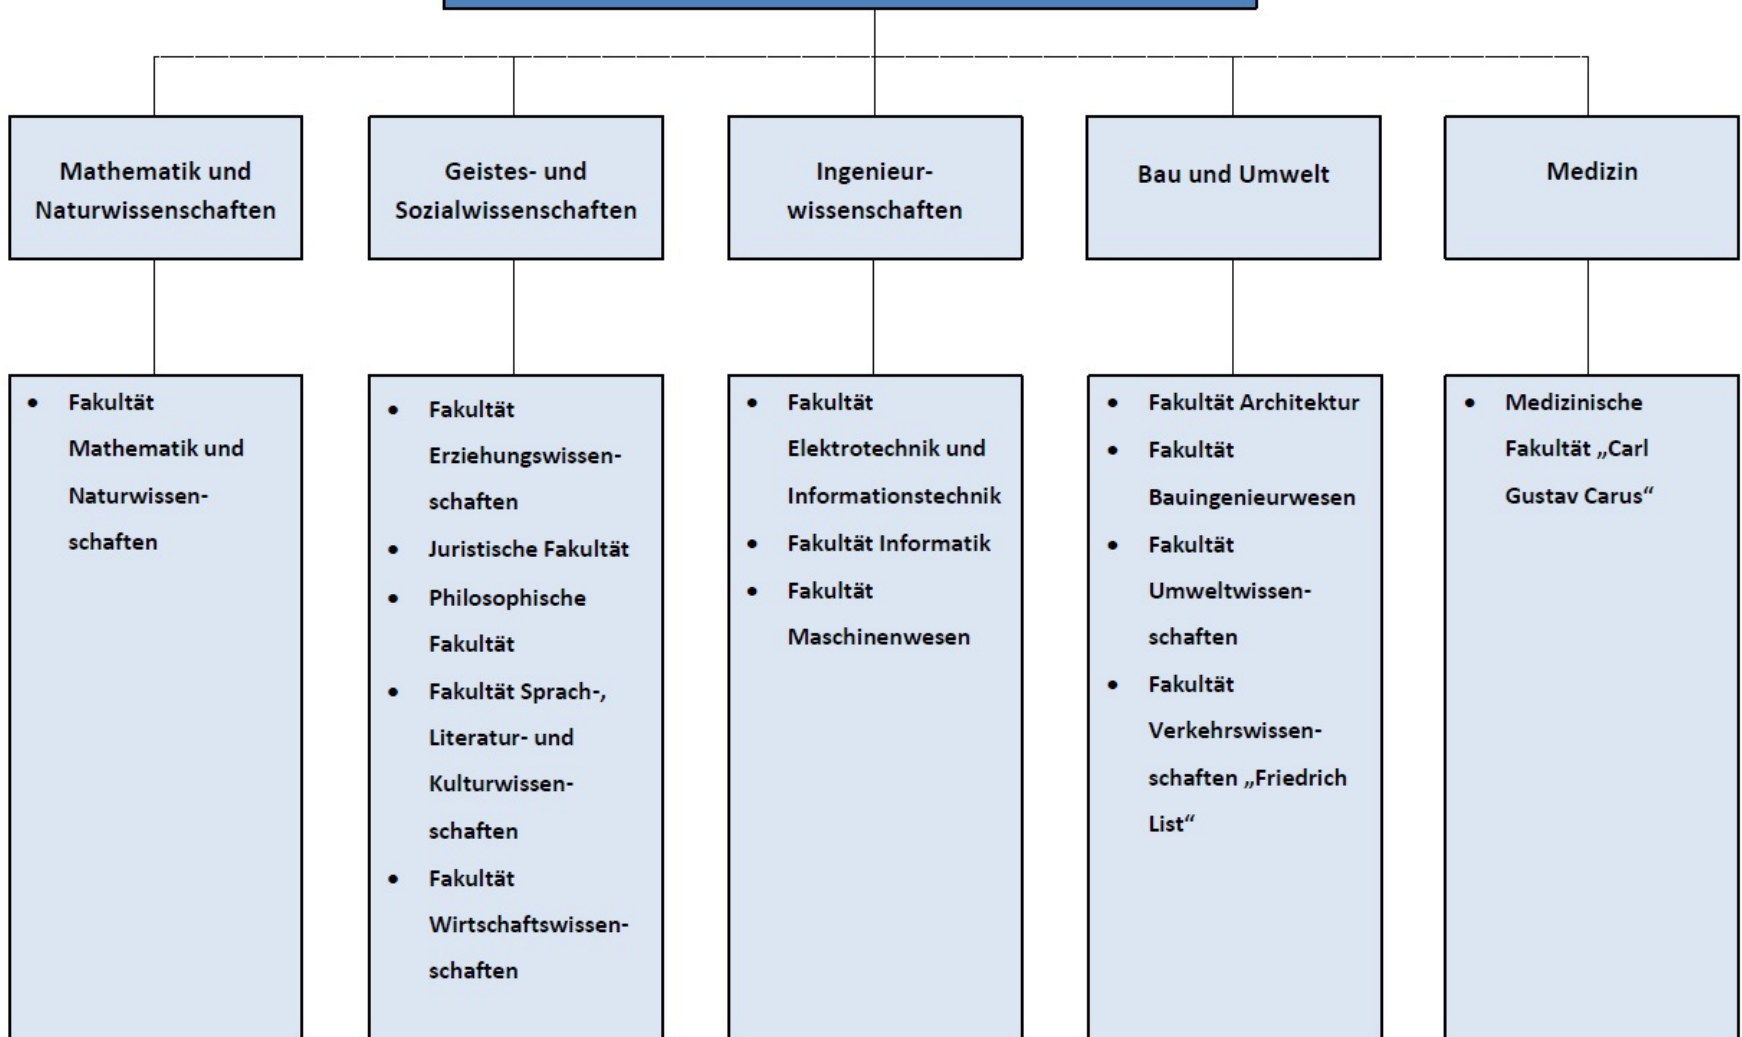 Mathematik und
Naturwissenschaften
Geistes- und
Sozialwissenschaften
Ingenieur-
wissenschaften
Bau und Umwelt
Medizin
• Fakultät
Mathematik und
Naturwissen-
schaften
• Fakultät
Erziehungswissen-
schaften
• Juristische Fakultät
• Philosophische
Fakultät
• Fakultät Sprach-,
Literatur- und
Kulturwissen-
schaften
• Fakultät
Wirtschaftswissen-
schaften
• Fakultät
Elektrotechnik und
Informationstechnik
• Fakultät Informatik
• Fakultät
Maschinenwesen
• Fakultät Architektur
• Fakultät
Bauingenieurwesen
• Fakultät
Umweltwissen-
schaften
• Fakultät
Verkehrswissen-
schaften „Friedrich
List“
• Medizinische
Fakultät „Carl
Gustav Carus“